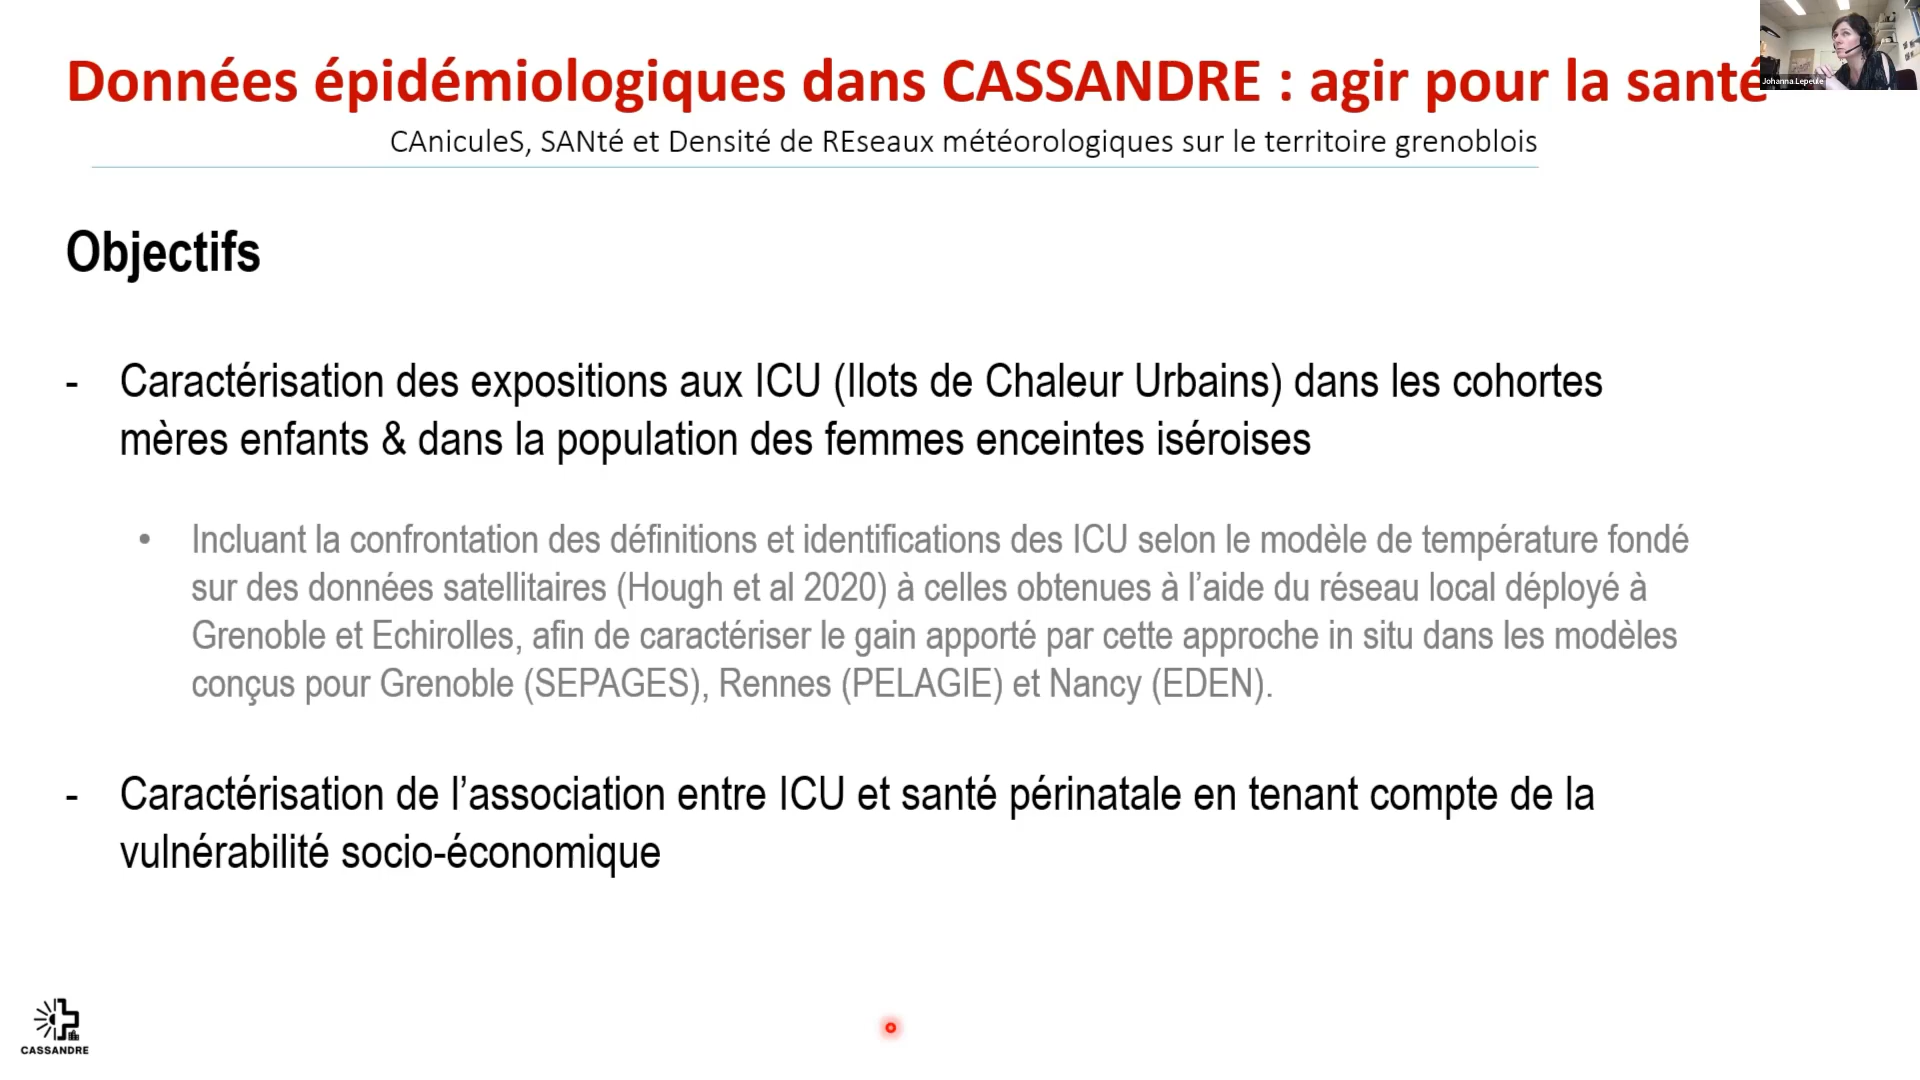 Données épidémiologiques dans CASSANDRE : agir pour la santé
Johanna Lepeule
CAniculeS, SANté et Densité de REseaux météorologiques sur le territoire grenoblois
Objectifs
- Caractérisation des expositions aux ICU (Ilots de Chaleur Urbains) dans les cohortes
mères enfants & dans la population des femmes enceintes iséroises
• Incluant la confrontation des définitions et identifications des ICU selon le modèle de température fondé
sur des données satellitaires (Hough et al 2020) à celles obtenues à l’aide du réseau local déployé à
Grenoble et Echirolles, afin de caractériser le gain apporté par cette approche in situ dans les modèles
conçus pour Grenoble (SEPAGES), Rennes (PELAGIE) et Nancy (EDEN).
- Caractérisation de l’association entre ICU et santé périnatale en tenant compte de la
vulnérabilité socio-économique
CASSANDRE